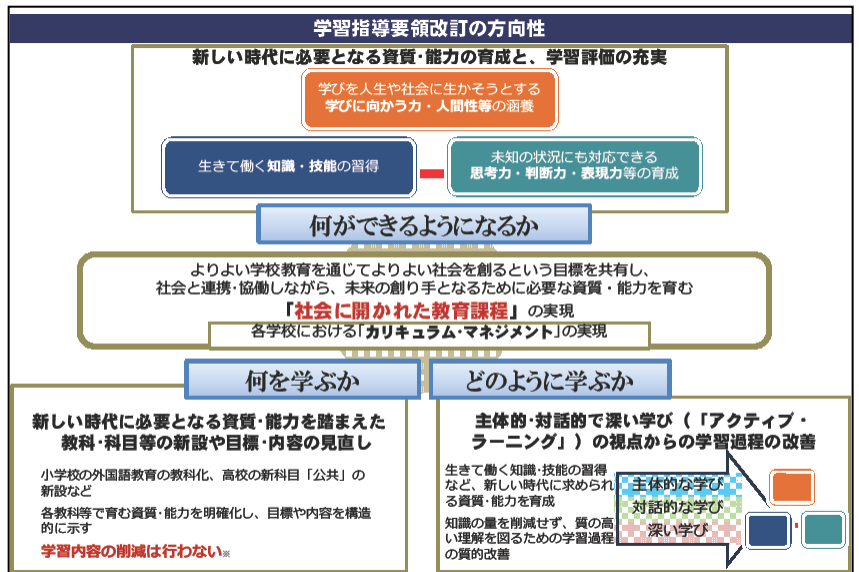 学習指導要領改訂の方向性
新しい時代に必要となる資質・能力の育成と、学習評価の充実
学びを人生や社会に生かそうとする
学びに向かう力・人間性等の涵養
生きて働く知識・技能の習得
未知の状況にも対応できる
思考力・判断力・表現力等の育成
何ができるようになるか
よりよい学校教育を通じてよりよい社会を創るという目標を共有し、
社会と連携・協働しながら、未来の創り手となるために必要な資質・能力を育む
「社会に開かれた教育課程」の実現
各学校における「カリキュラム・マネジメント」の実現
何を学ぶか
新しい時代に必要となる資質・能力を踏まえた
教科・科目等の新設や目標・内容の見直し
小学校の外国語教育の教科化、高校の新科目「公共」の
新設など
各教科等で育む資質・能力を明確化し、目標や内容を構造
的に示す
学習内容の削減は行わない※
どのように学ぶか
主体的・対話的で深い学び（「アクティブ・
ラーニング」）の視点からの学習過程の改善
生きて働く知識・技能の習得
など、新しい時代に求められ
る資質・能力を育成
知識の量を削減せず、質の高
い理解を図るための学習過程
の質的改善
主体的な学び
対話的な学び
深い学び